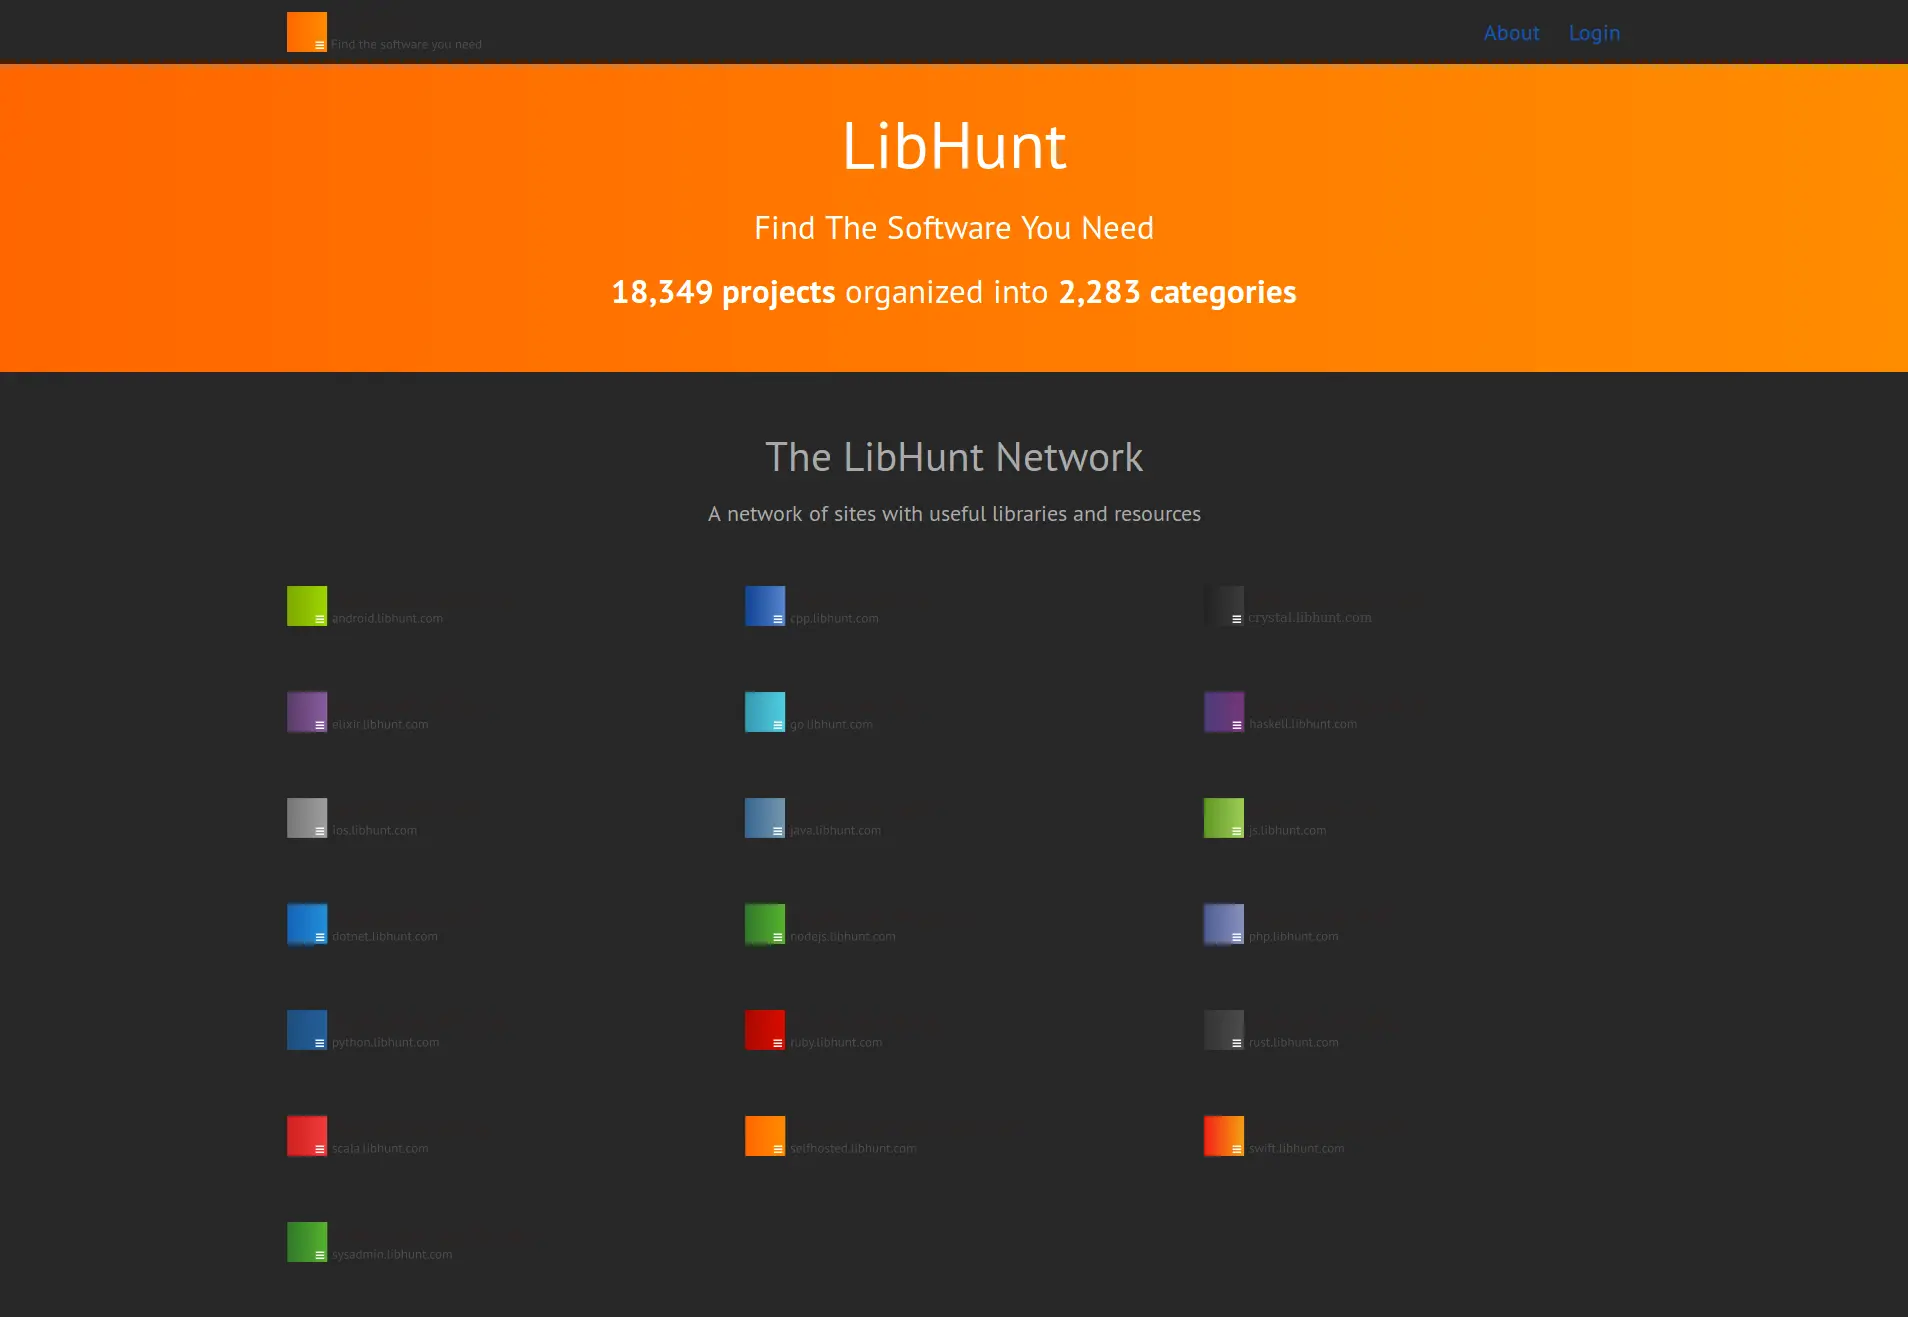 Find the software you need
About Login
LibHunt
Find The Software You Need
18,349 projects organized into 2,283 categories
The LibHunt Network
A network of sites with useful libraries and resources
android.libhunt.com
cpp.libhunt.com
crystal.libhunt.com
elixir.libhunt.com
go.libhunt.com
haskell.libhunt.com
ios.libhunt.com
java.libhunt.com
js.libhunt.com
dotnet.libhunt.com
nodejs.libhunt.com
php.libhunt.com
python.libhunt.com
ruby.libhunt.com
rust.libhunt.com
scala.libhunt.com
selfhosted.libhunt.com
swift.libhunt.com
sysadmin.libhunt.com